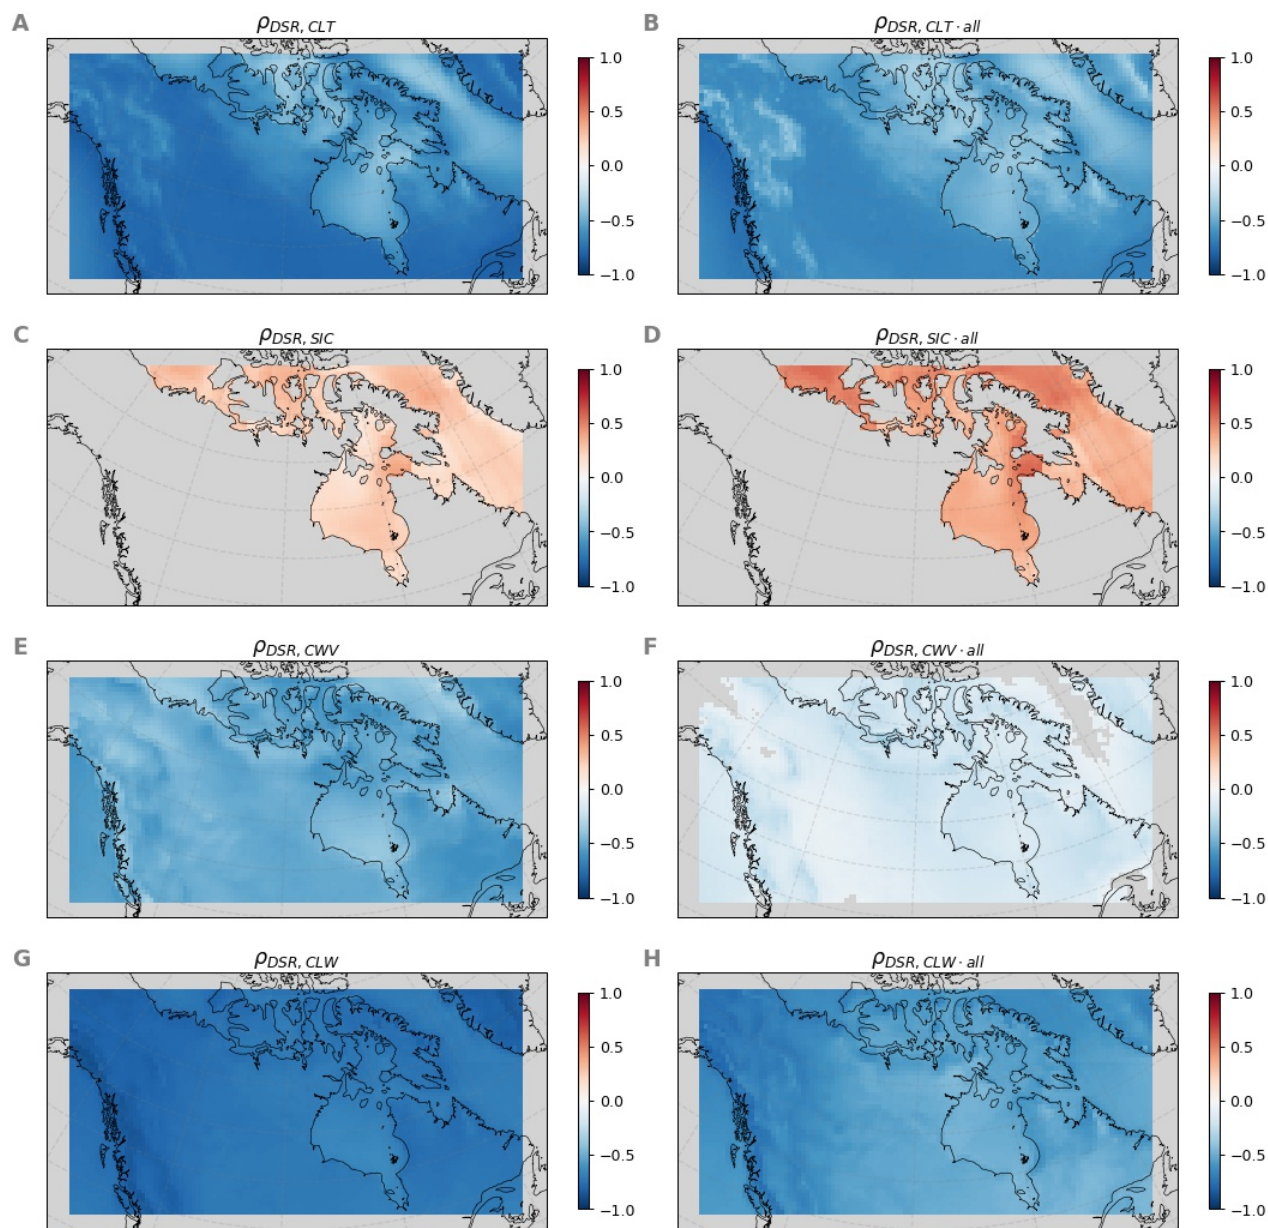 A
ρDSR, CLT
1.0
0.5
0.0
−0.5
−1.0
B
ρDSR, CLT · all
1.0
0.5
0.0
−0.5
−1.0
C
ρDSR, SIC
1.0
0.5
0.0
−0.5
−1.0
D
ρDSR, SIC · all
1.0
0.5
0.0
−0.5
−1.0
E
ρDSR, CWV
1.0
0.5
0.0
−0.5
−1.0
F
ρDSR, CWV · all
1.0
0.5
0.0
−0.5
−1.0
G
ρDSR, CLW
1.0
0.5
0.0
−0.5
−1.0
H
ρDSR, CLW · all
1.0
0.5
0.0
−0.5
−1.0